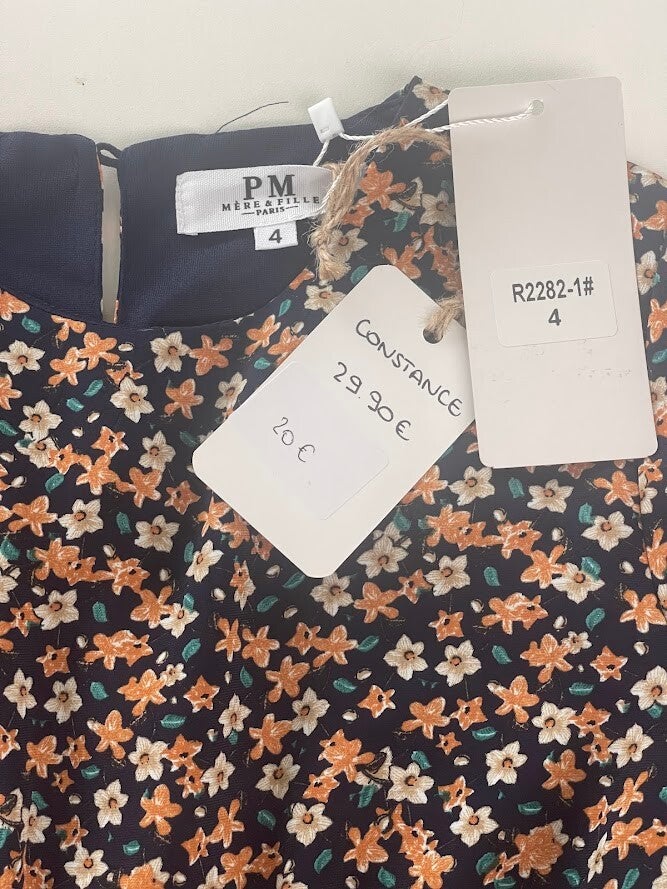 PM
MÈRE & FILLE
PARIS
4
CONSTANCE
29.90€
20€
R2282-1#
4